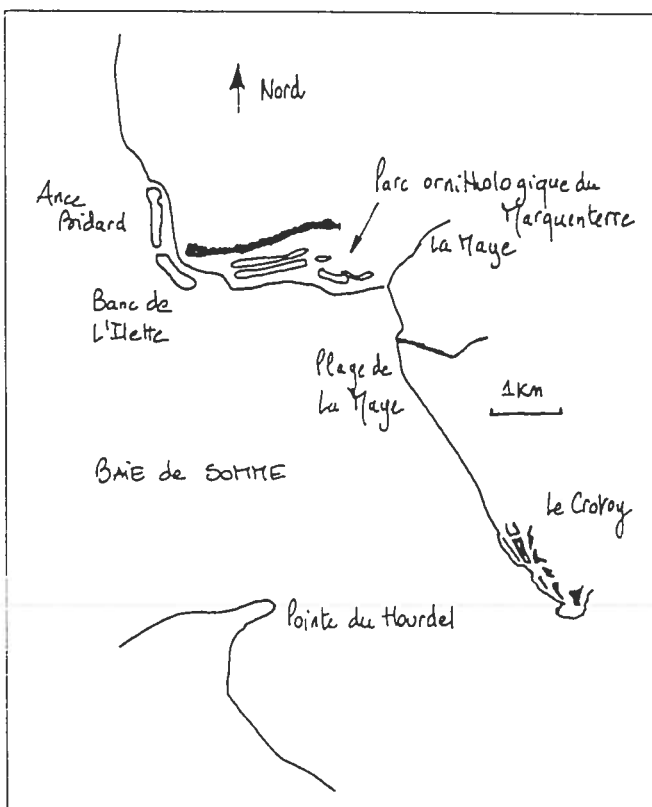 Nord
Parc ornithologique du
Marquenterre
La Maye
Ance
Bidard
Banc de
L'Ilette
Plage de
La Maye
1Km
BAIE de SOMME
Le Crotoy
Pointe du Hourdel